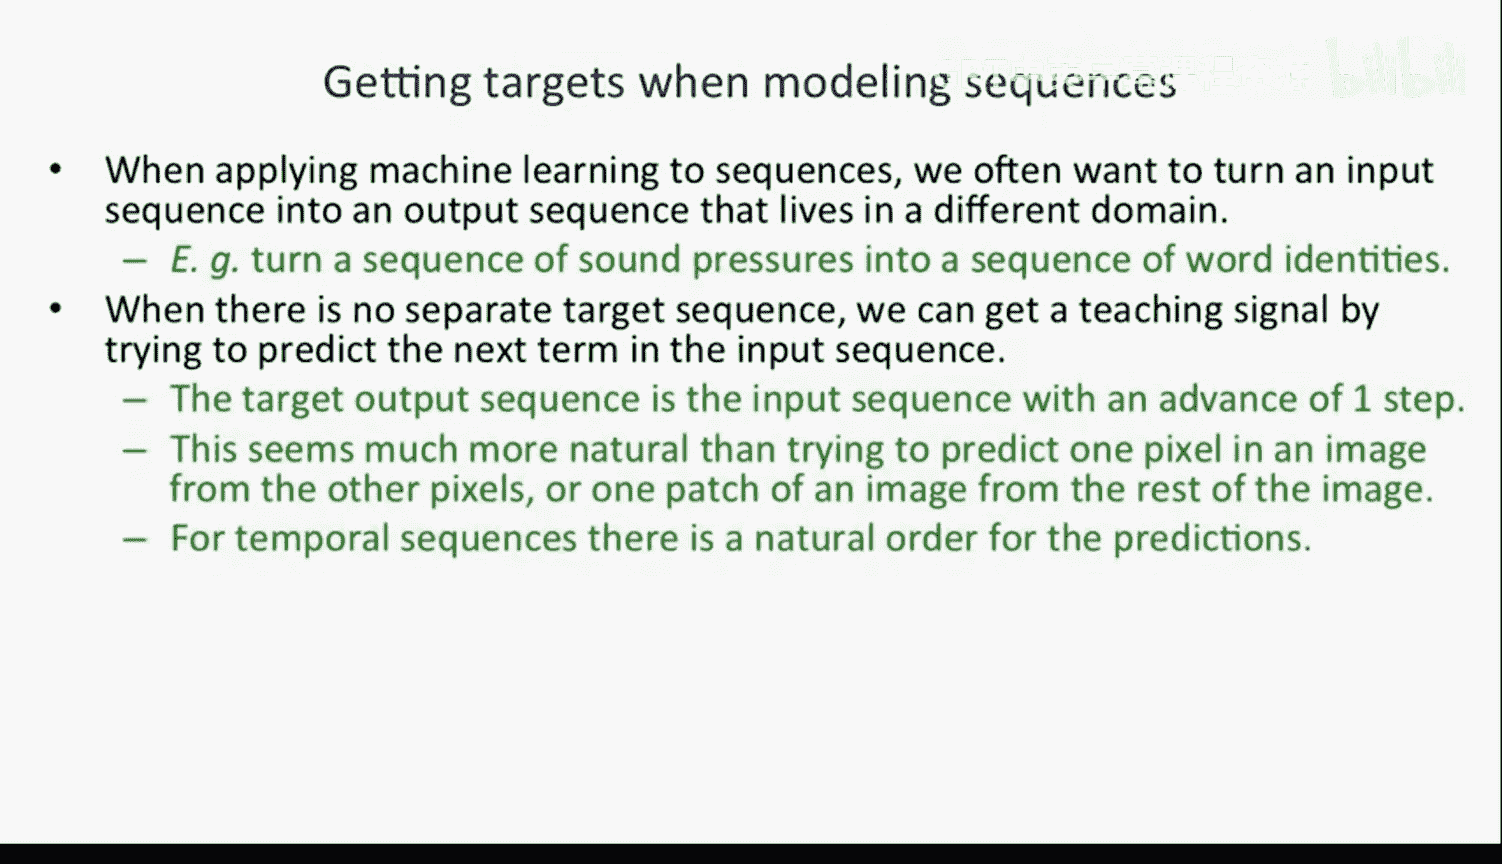 Getting targets when modeling sequences
• When applying machine learning to sequences, we often want to turn an input
sequence into an output sequence that lives in a different domain.
– E. g. turn a sequence of sound pressures into a sequence of word identities.
• When there is no separate target sequence, we can get a teaching signal by
trying to predict the next term in the input sequence.
– The target output sequence is the input sequence with an advance of 1 step.
– This seems much more natural than trying to predict one pixel in an image
from the other pixels, or one patch of an image from the rest of the image.
– For temporal sequences there is a natural order for the predictions.